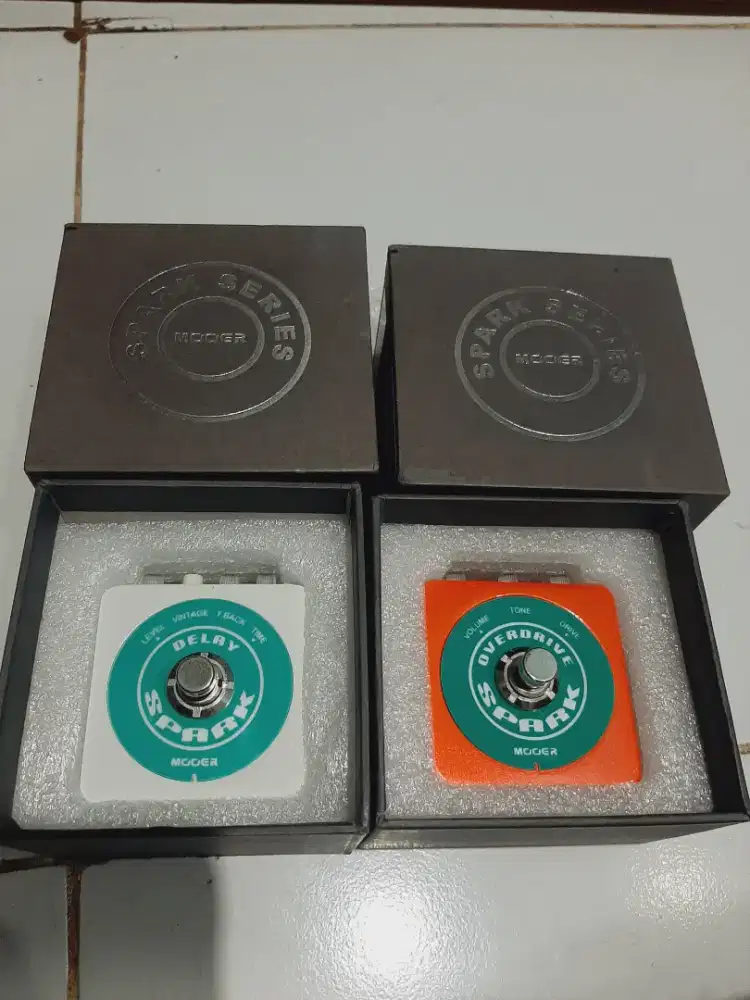 SPARK SERIES
MOOER
SPARK SERIES
MOOER
LEVEL VINTAGE F.BACK TIME
DELAY
SPARK
MOOER
VOLUME TONE DRIVE
OVERDRIVE
SPARK
MOOER